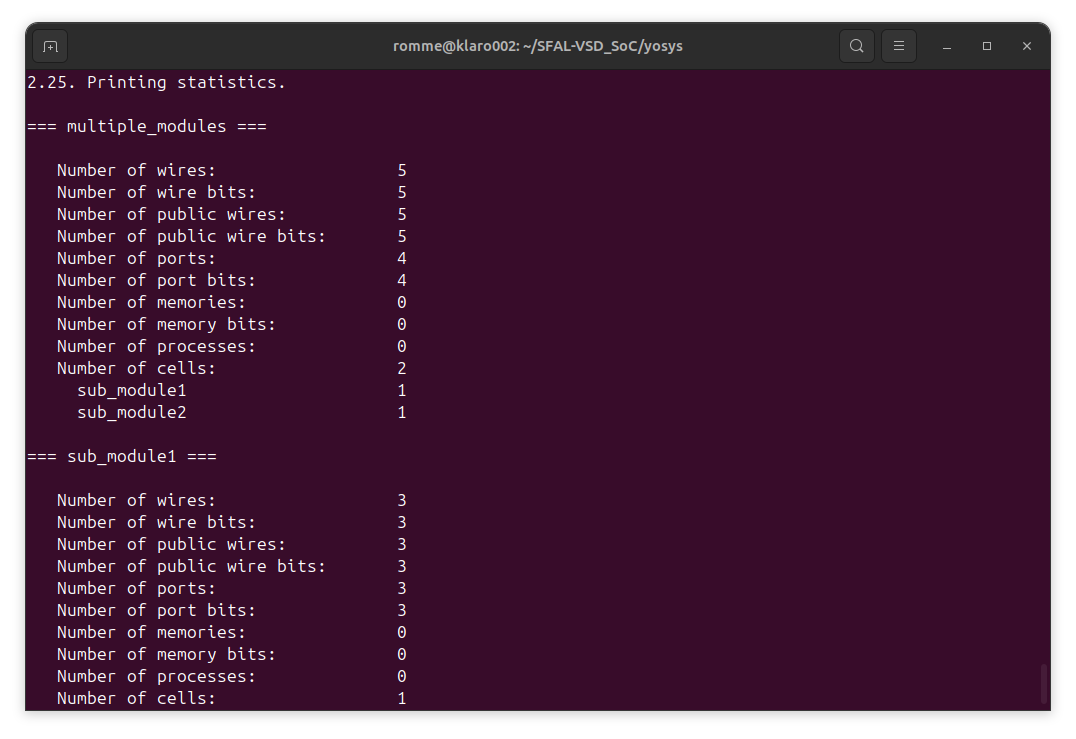 romme@klaro002: ~/SFAL-VSD_SoC/yosys
2.25. Printing statistics.
=== multiple_modules ===
Number of wires: 5
Number of wire bits: 5
Number of public wires: 5
Number of public wire bits: 5
Number of ports: 4
Number of port bits: 4
Number of memories: 0
Number of memory bits: 0
Number of processes: 0
Number of cells: 2
sub_module1 1
sub_module2 1
=== sub_module1 ===
Number of wires: 3
Number of wire bits: 3
Number of public wires: 3
Number of public wire bits: 3
Number of ports: 3
Number of port bits: 3
Number of memories: 0
Number of memory bits: 0
Number of processes: 0
Number of cells: 1